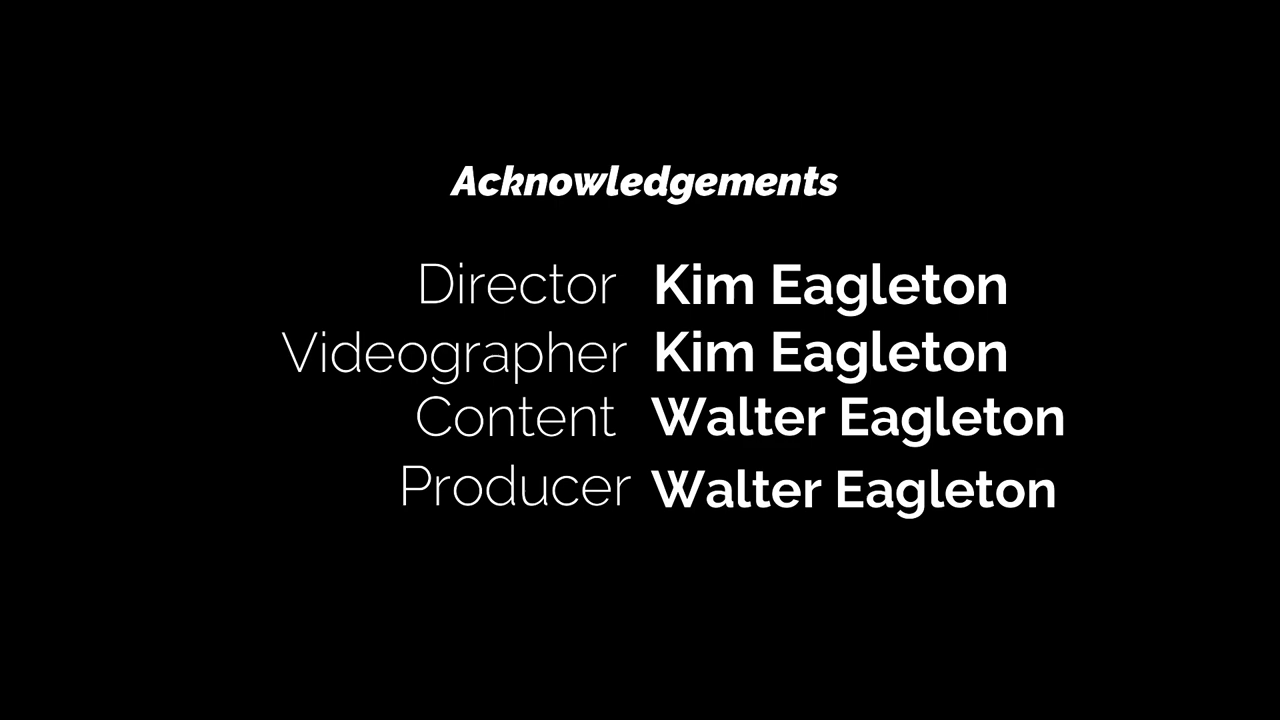 Acknowledgements
Director Kim Eagleton
Videographer Kim Eagleton
Content Walter Eagleton
Producer Walter Eagleton